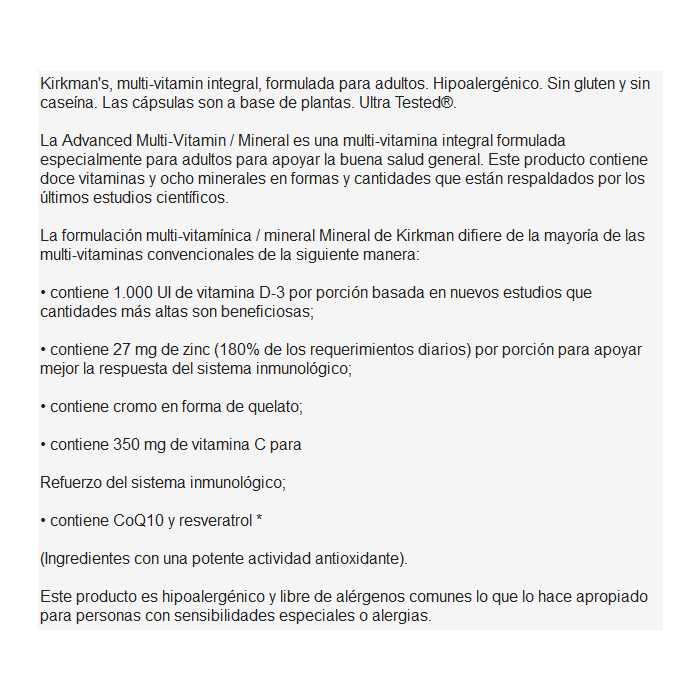 Kirkman's, multi-vitamin integral, formulada para adultos. Hipoalergénico. Sin gluten y sin
caseína. Las cápsulas son a base de plantas. Ultra Tested®.
La Advanced Multi-Vitamin / Mineral es una multi-vitamina integral formulada
especialmente para adultos para apoyar la buena salud general. Este producto contiene
doce vitaminas y ocho minerales en formas y cantidades que están respaldados por los
últimos estudios científicos.
La formulación multi-vitamínica / mineral Mineral de Kirkman difiere de la mayoría de las
multi-vitaminas convencionales de la siguiente manera:
• contiene 1.000 UI de vitamina D-3 por porción basada en nuevos estudios que
cantidades más altas son beneficiosas;
• contiene 27 mg de zinc (180% de los requerimientos diarios) por porción para apoyar
mejor la respuesta del sistema inmunológico;
• contiene cromo en forma de quelato;
• contiene 350 mg de vitamina C para
Refuerzo del sistema inmunológico;
• contiene CoQ10 y resveratrol *
(Ingredientes con una potente actividad antioxidante).
Este producto es hipoalergénico y libre de alérgenos comunes lo que lo hace apropiado
para personas con sensibilidades especiales o alergias.